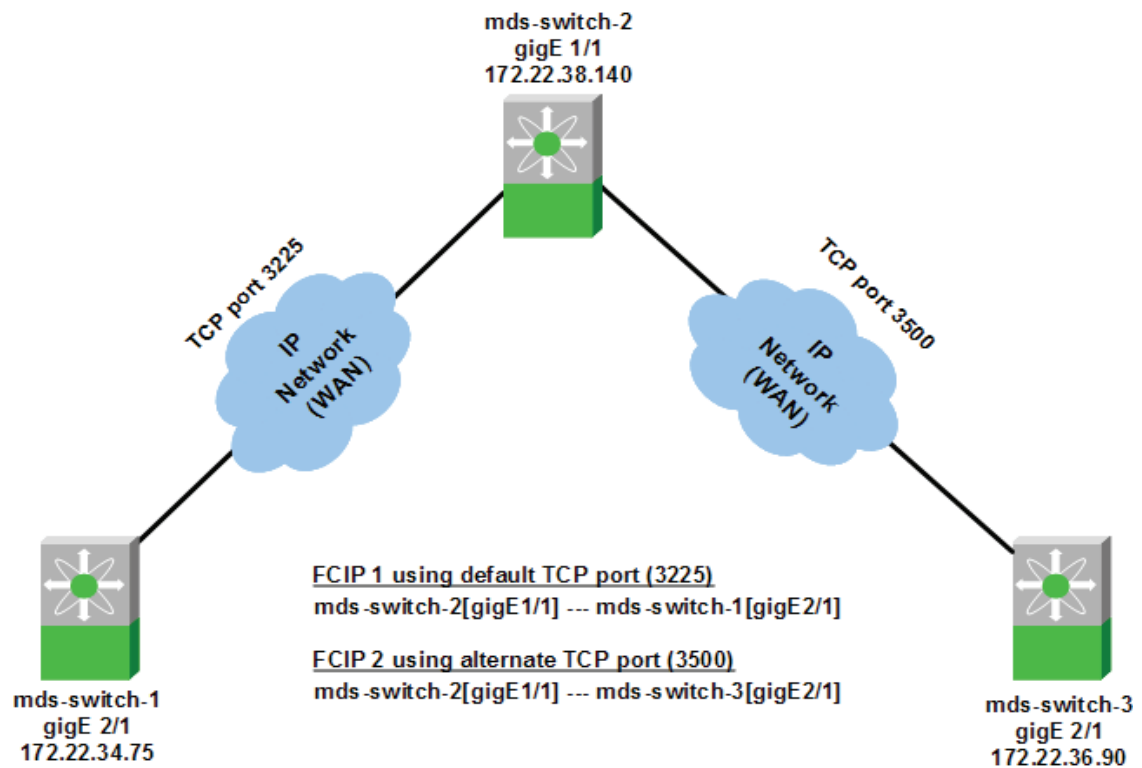 mds-switch-2
gigE 1/1
172.22.38.140
TCP port 3225
TCP port 3500
IP
Network
(WAN)
IP
Network
(WAN)
FCIP 1 using default TCP port (3225)
mds-switch-2[gigE1/1] --- mds-switch-1[gigE2/1]
FCIP 2 using alternate TCP port (3500)
mds-switch-2[gigE1/1] --- mds-switch-3[gigE2/1]
mds-switch-1
gigE 2/1
172.22.34.75
mds-switch-3
gigE 2/1
172.22.36.90